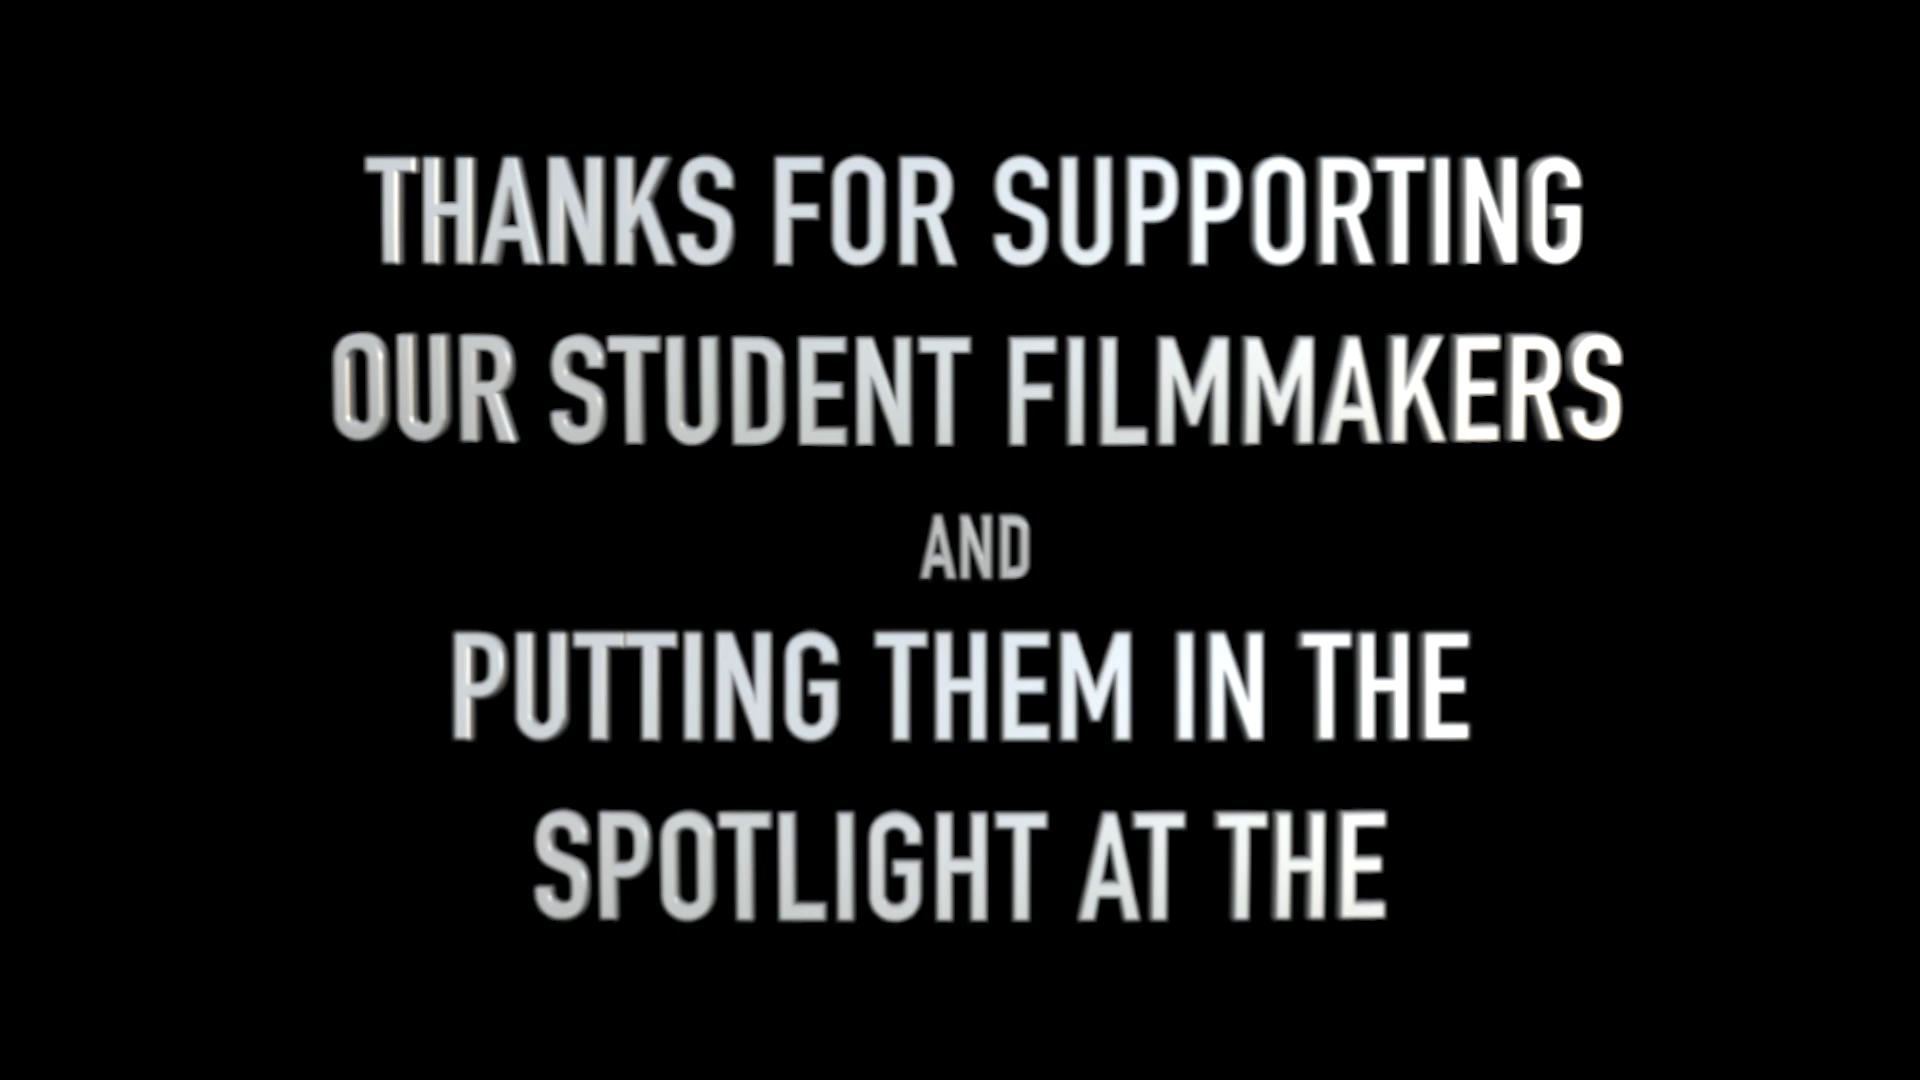 THANKS FOR SUPPORTING
OUR STUDENT FILMMAKERS
AND
PUTTING THEM IN THE
SPOTLIGHT AT THE